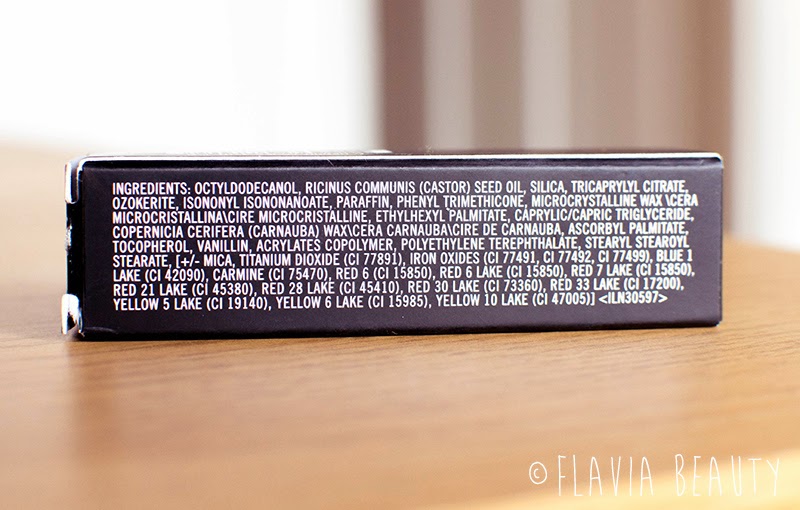 INGREDIENTS: OCTYLDODECANOL, RICINUS COMMUNIS (CASTOR) SEED OIL, SILICA, TRICAPRYLYL CITRATE,
OZOKERITE, ISONONYL ISONONANOATE, PARAFFIN, PHENYL TRIMETHICONE, MICROCRYSTALLINE WAX \CERA
MICROCRISTALLINA\CIRE MICROCRISTALLINE, ETHYLHEXYL PALMITATE, CAPRYLIC/CAPRIC TRIGLYCERIDE,
COPERNICIA CERIFERA (CARNAUBA) WAX\CERA CARNAUBA\CIRE DE CARNAUBA, ASCORBYL PALMITATE,
TOCOPHEROL, VANILLIN, ACRYLATES COPOLYMER, POLYETHYLENE TEREPHTHALATE, STEARYL STEAROYL
STEARATE, [+/- MICA, TITANIUM DIOXIDE (CI 77891), IRON OXIDES (CI 77491, CI 77492, CI 77499), BLUE 1
LAKE (CI 42090), CARMINE (CI 75470), RED 6 (CI 15850), RED 6 LAKE (CI 15850), RED 7 LAKE (CI 15850),
RED 21 LAKE (CI 45380), RED 28 LAKE (CI 45410), RED 30 LAKE (CI 73360), RED 33 LAKE (CI 17200),
YELLOW 5 LAKE (CI 19140), YELLOW 6 LAKE (CI 15985), YELLOW 10 LAKE (CI 47005)] <ILN30597>
© FLAVIA BEAUTY